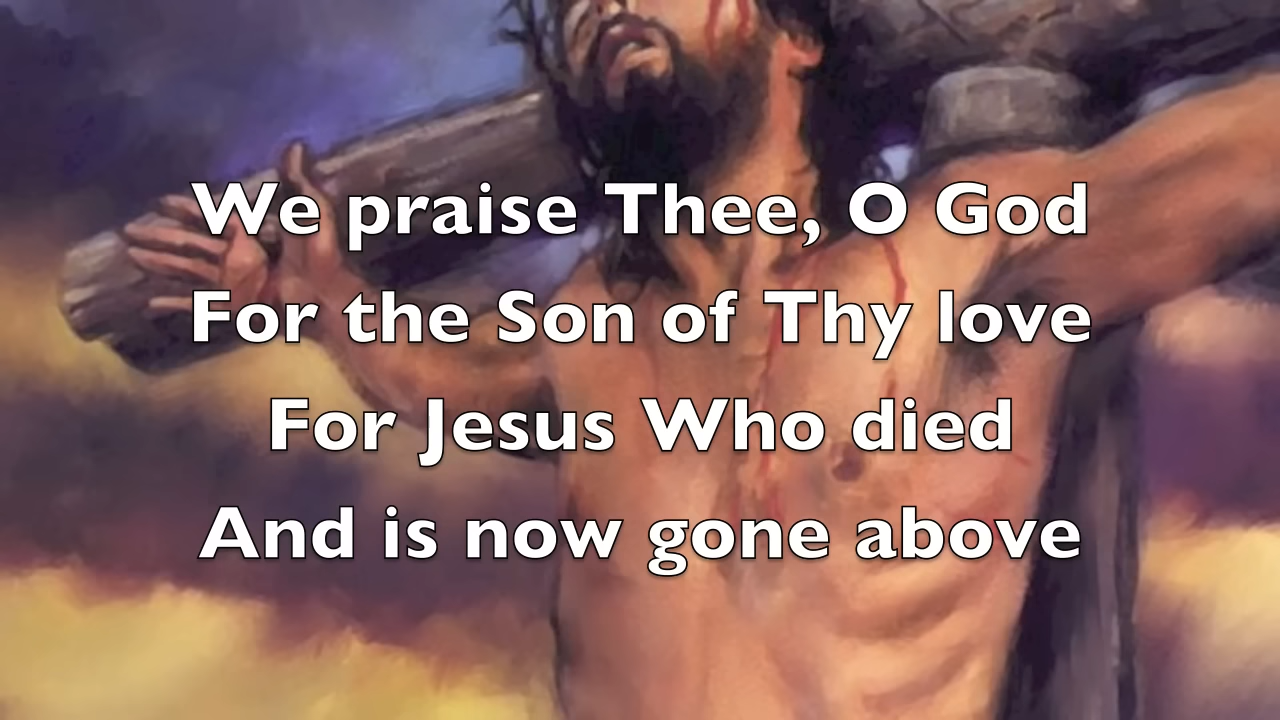 We praise Thee, O God
For the Son of Thy love
For Jesus Who died
And is now gone above